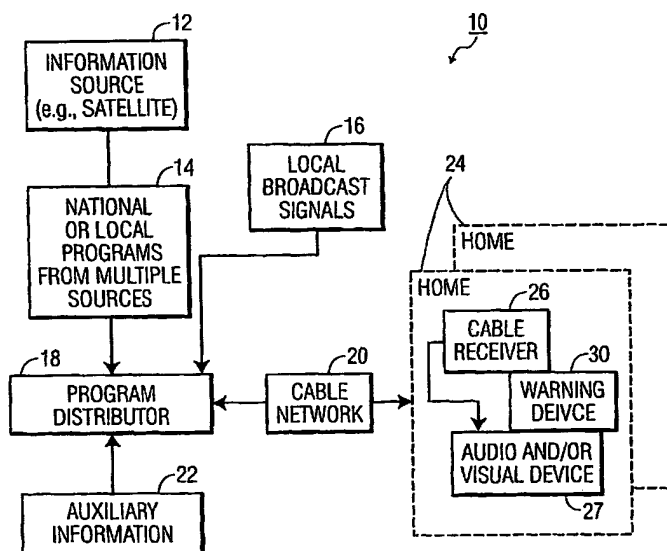 12
10
INFORMATION
SOURCE
(e.g., SATELLITE)
16
LOCAL
BROADCAST
SIGNALS
14
NATIONAL
OR LOCAL
PROGRAMS
FROM MULTIPLE
SOURCES
24
HOME
HOME
26
CABLE
RECEIVER
18
PROGRAM
DISTRIBUTOR
20
CABLE
NETWORK
30
WARNING
DEIVCE
AUDIO AND/OR
VISUAL DEVICE
27
22
AUXILIARY
INFORMATION